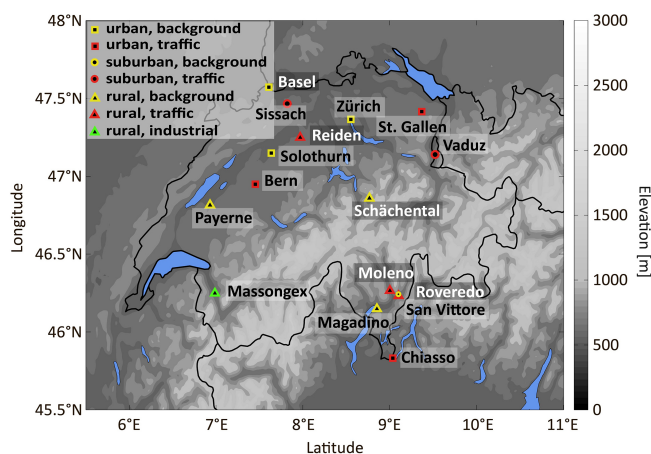 48°N
47.5°N
47°N
46.5°N
46°N
45.5°N
Longitude
urban, background
urban, traffic
suburban, background
suburban, traffic
rural, background
rural, traffic
rural, industrial
Basel
Sissach
Zürich
St. Gallen
Reiden
Vaduz
Solothurn
Bern
Payerne
Schächental
Massongex
Moleno
Roveredo
San Vittore
Magadino
Chiasso
6°E 7°E 8°E 9°E 10°E 11°E
Latitude
3000
2500
2000
1500
1000
500
0
Elevation [m]